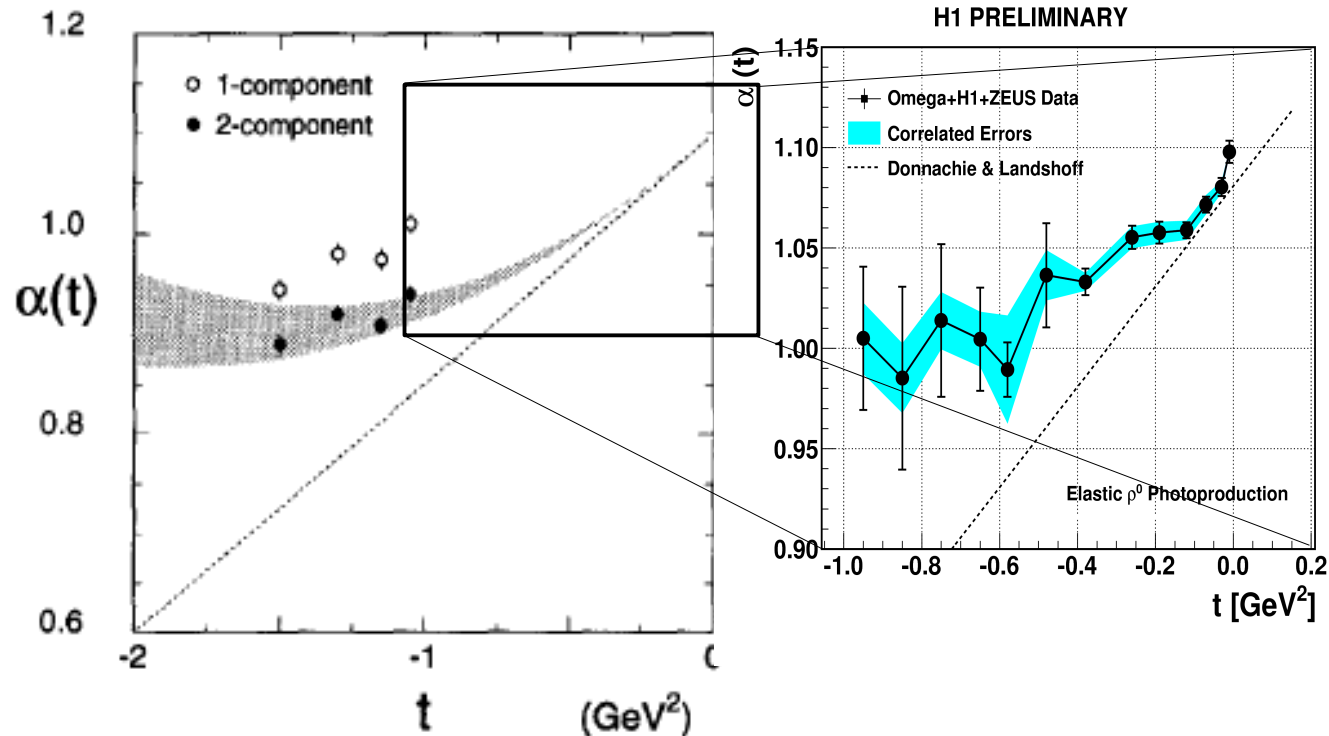 1.2
1.0
0.8
0.6
α(t)
1-component
2-component
-2
-1
0
t
(GeV²)
H1 PRELIMINARY
α (t)
1.15
1.10
1.05
1.00
0.95
0.90
Omega+H1+ZEUS Data
Correlated Errors
Donnachie & Landshoff
Elastic ρ⁰ Photoproduction
-1.0 -0.8 -0.6 -0.4 -0.2 0.0 0.2
t [GeV²]